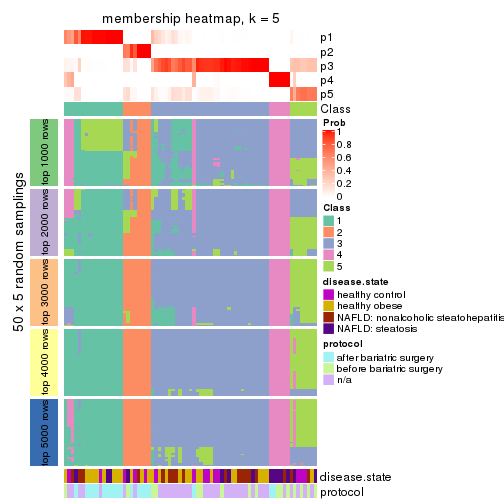 membership heatmap, k = 5
p1
p2
p3
p4
p5
Class
50 x 5 random samplings
top 1000 rows
top 2000 rows
top 3000 rows
top 4000 rows
top 5000 rows
disease.state
protocol
Prob
1
0.8
0.6
0.4
0.2
0
Class
1
2
3
4
5
disease.state
healthy control
healthy obese
NAFLD: nonalcoholic steatohepatitis
NAFLD: steatosis
protocol
after bariatric surgery
before bariatric surgery
n/a